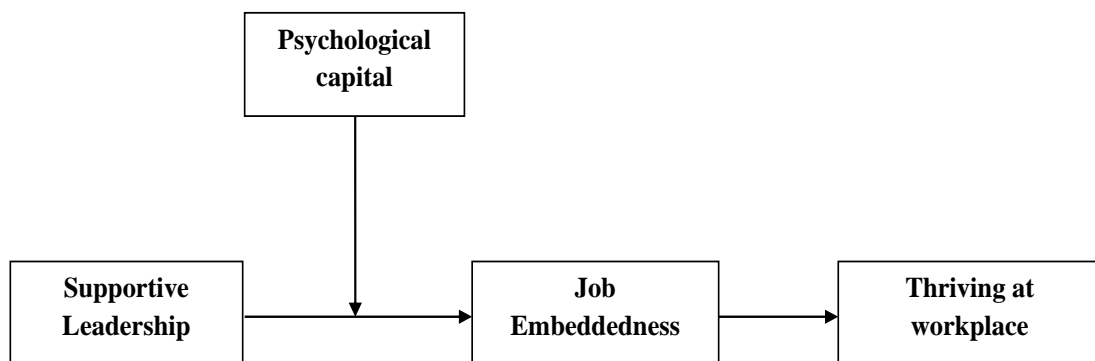 Psychological
capital
Supportive
Leadership
Job
Embeddedness
Thriving at
workplace